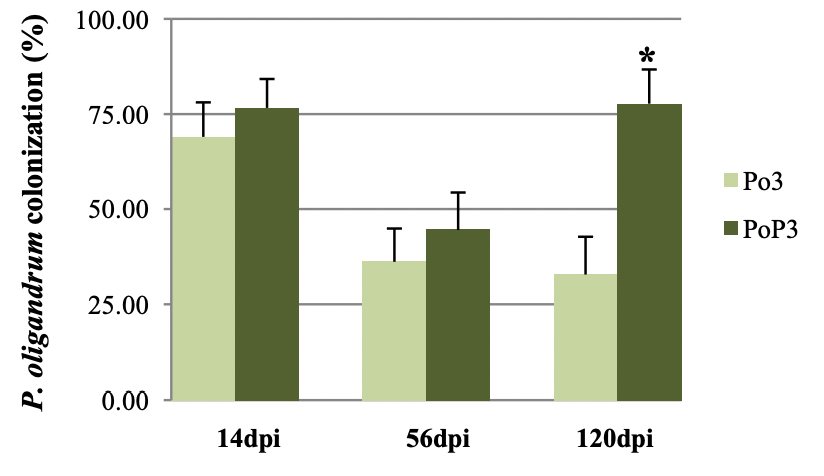 P. oligandrum colonization (%)
100.00
75.00
50.00
25.00
0.00
*
14dpi
56dpi
120dpi
Po3
PoP3